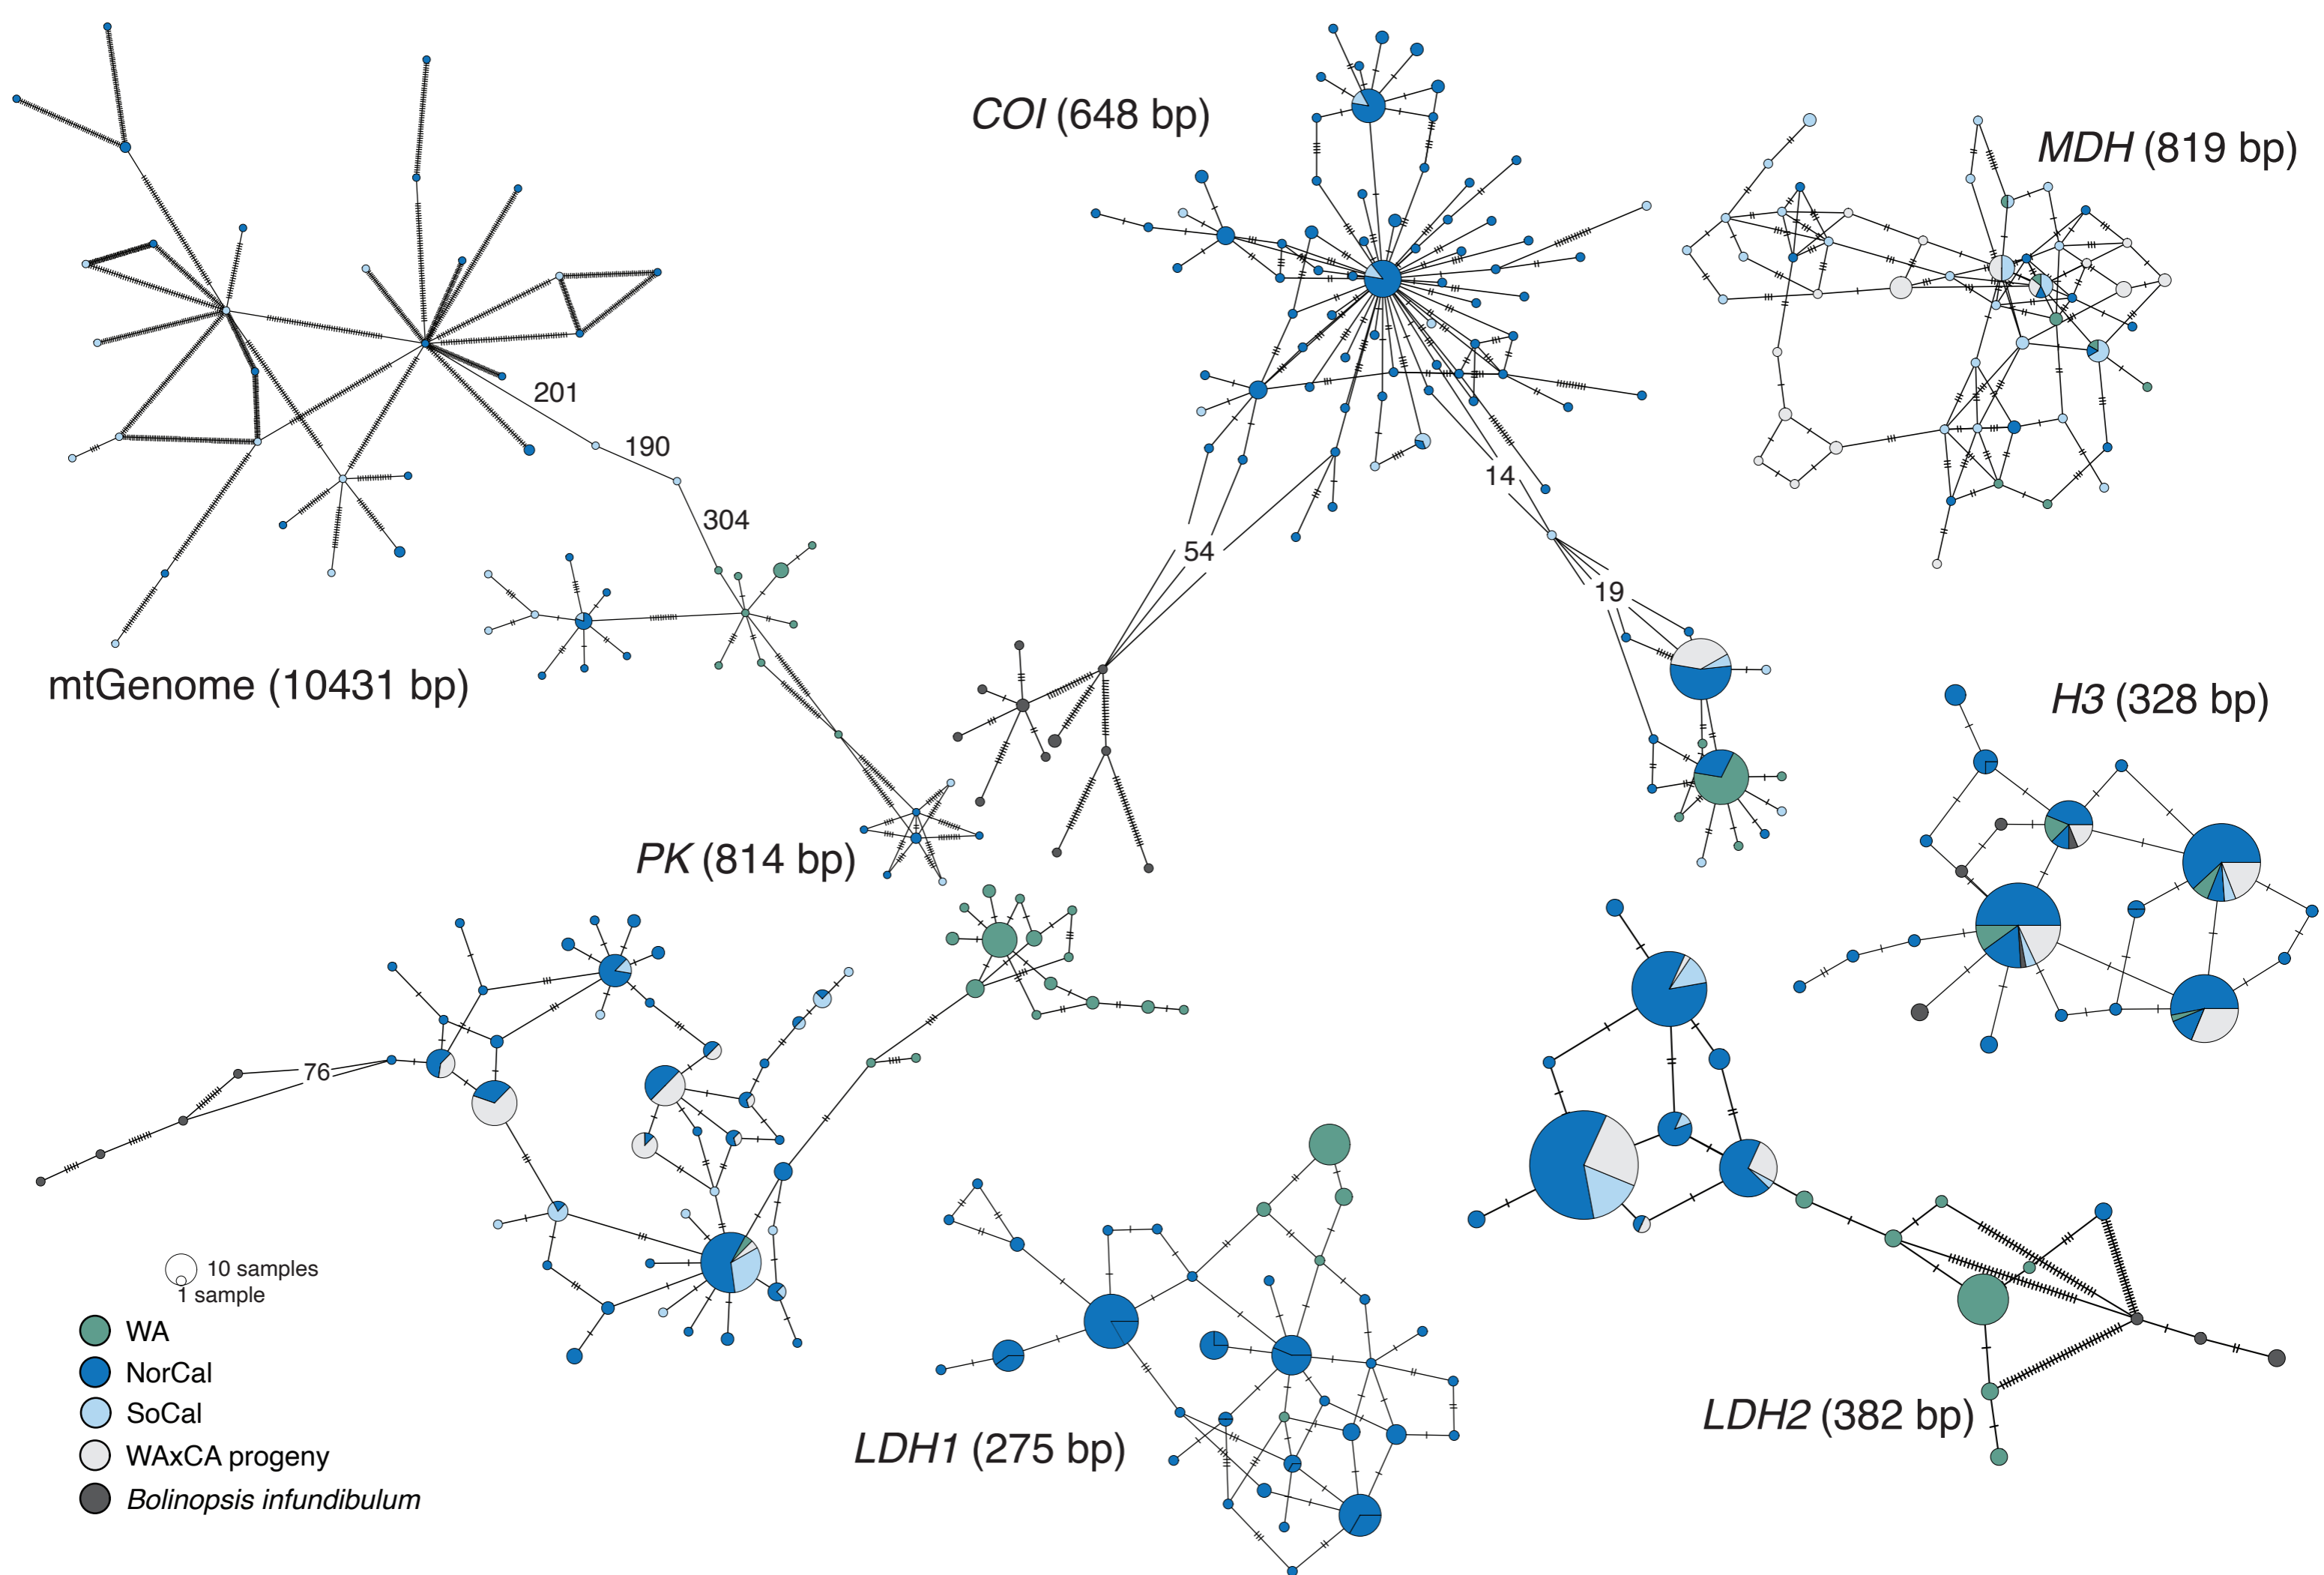 COI (648 bp)
MDH (819 bp)
201
190
14
304
54
19
mtGenome (10431 bp)
H3 (328 bp)
PK (814 bp)
76
10 samples
1 sample
WA
NorCal
SoCal
WAxCA progeny
Bolinopsis infundibulum
LDH1 (275 bp)
LDH2 (382 bp)